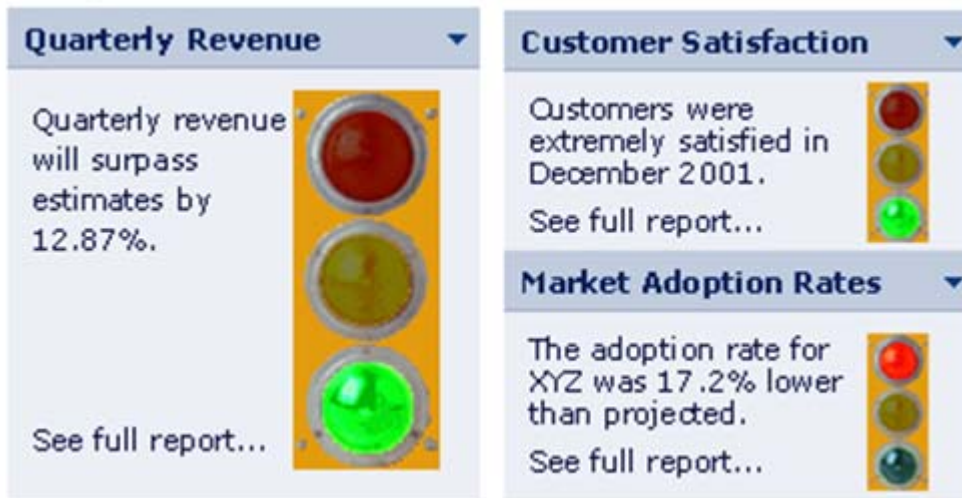 Quarterly Revenue
Quarterly revenue
will surpass
estimates by
12.87%.
See full report...
Customer Satisfaction
Customers were
extremely satisfied in
December 2001.
See full report...
Market Adoption Rates
The adoption rate for
XYZ was 17.2% lower
than projected.
See full report...